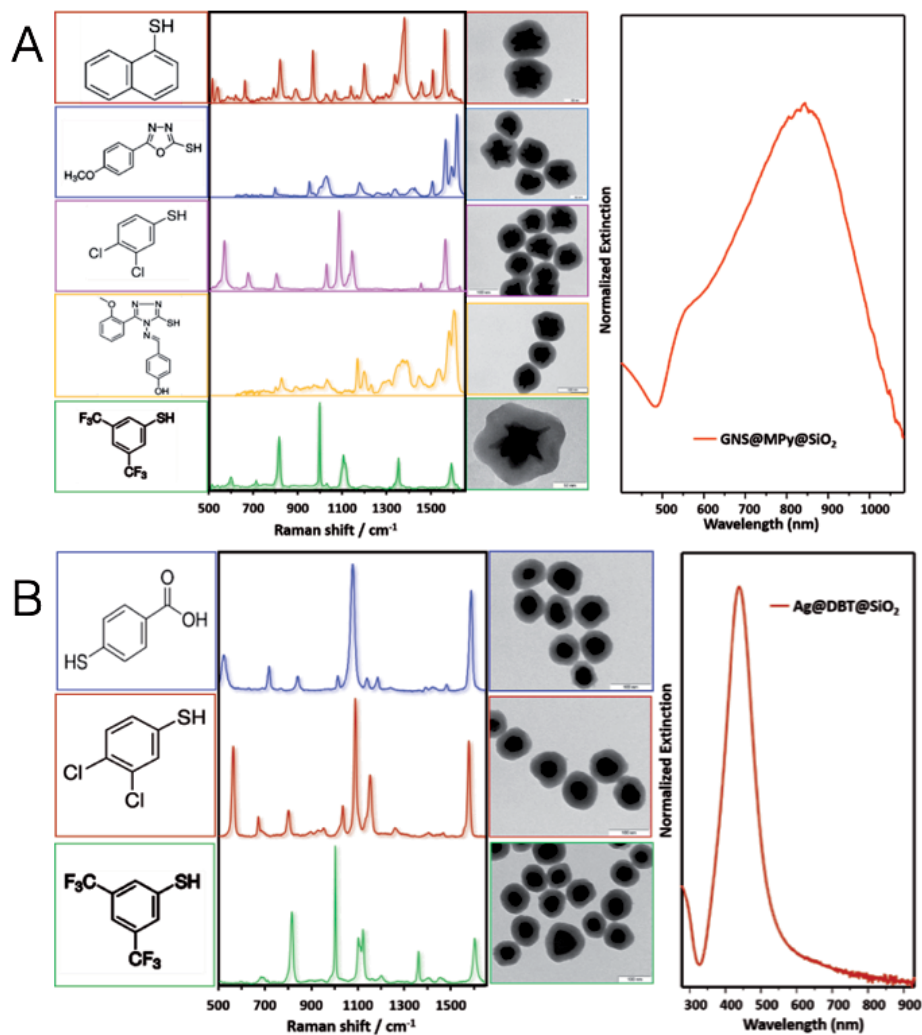 A
SH
N N
O SH
H₃CO
SH
Cl
Cl
O N N
N SH
N
OH
F₃C SH
CF₃
500 700 900 1100 1300 1500
Raman shift / cm⁻¹
Normalized Extinction
GNS@MPy@SiO₂
500 600 700 800 900 1000
Wavelength (nm)
B
O
OH
HS
SH
Cl
Cl
F₃C SH
CF₃
500 700 900 1100 1300 1500
Raman shift / cm⁻¹
Normalized Extinction
Ag@DBT@SiO₂
300 400 500 600 700 800 900
Wavelength (nm)